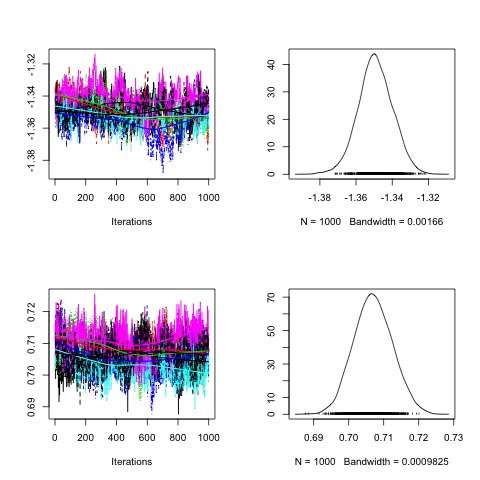 -1.38 -1.36 -1.34 -1.32
0 200 400 600 800 1000
Iterations
0 10 20 30 40
-1.38 -1.36 -1.34 -1.32
N = 1000 Bandwidth = 0.00166
0.69 0.70 0.71 0.72
0 200 400 600 800 1000
Iterations
0 10 30 50 70
0.69 0.70 0.71 0.72 0.73
N = 1000 Bandwidth = 0.0009825